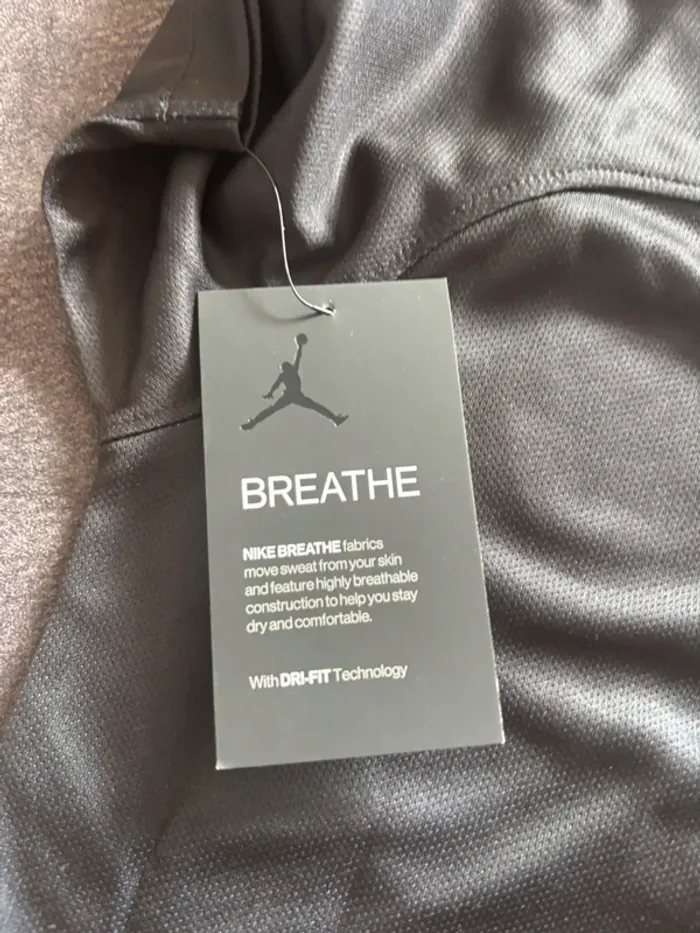 BREATHE
NIKE BREATHE fabrics
move sweat from your skin
and feature highly breathable
construction to help you stay
dry and comfortable.
With DRI-FIT Technology